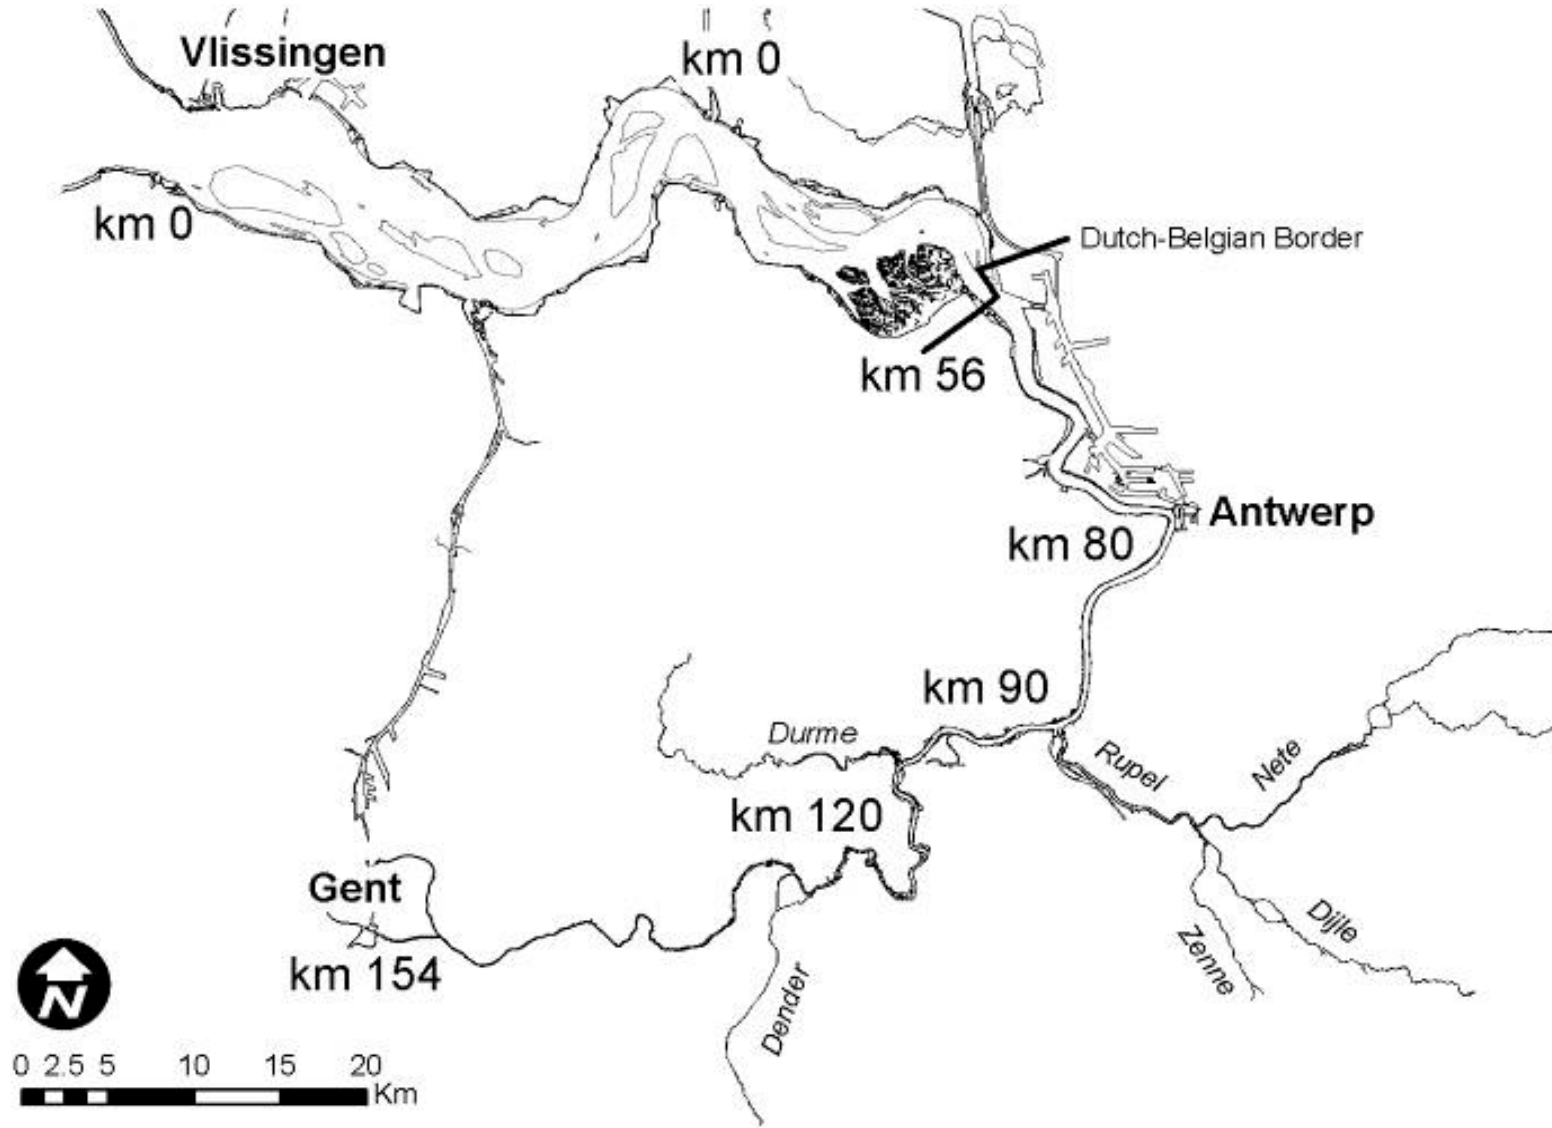 Vlissingen
km 0
km 0
Dutch-Belgian Border
km 56
Antwerp
km 80
km 90
Durme
Rupel
Nete
km 120
Gent
Dijle
Zenne
km 154
Dender
N
0 2.5 5 10 15 20
Km